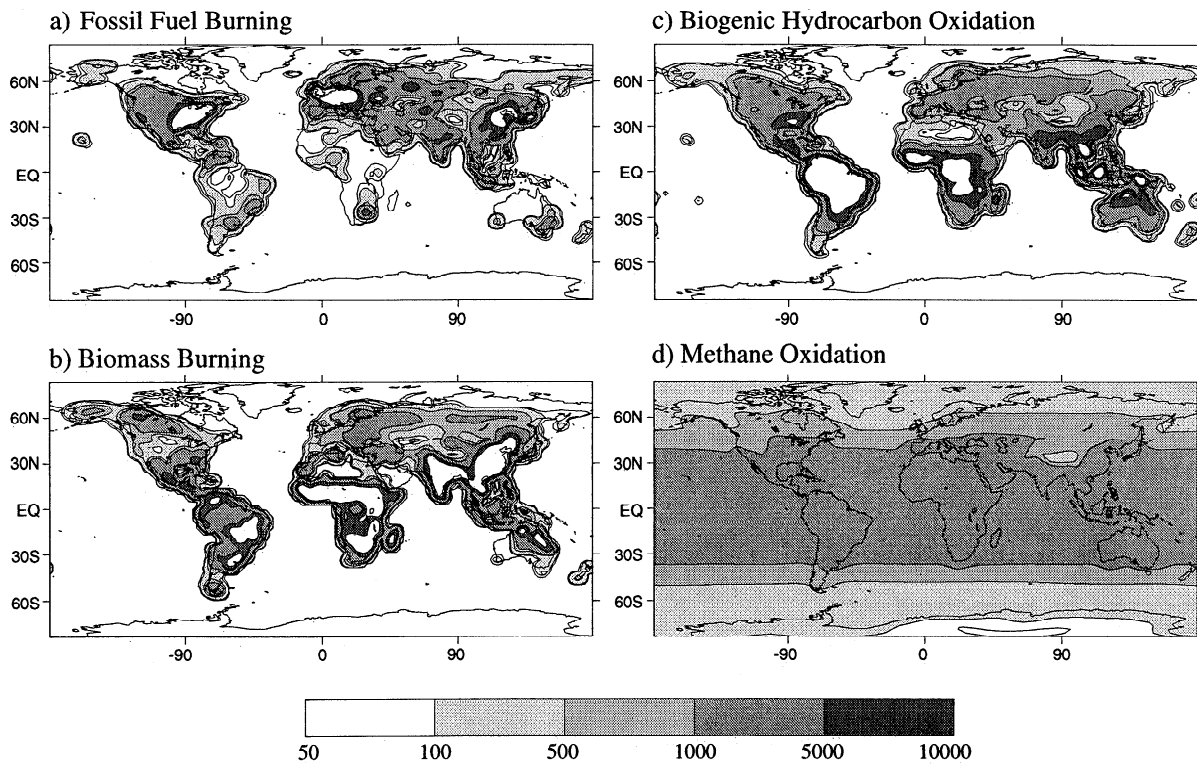 a) Fossil Fuel Burning
60N
30N
EQ
30S
60S
-90 0 90
c) Biogenic Hydrocarbon Oxidation
60N
30N
EQ
30S
60S
-90 0 90
b) Biomass Burning
60N
30N
EQ
30S
60S
-90 0 90
d) Methane Oxidation
60N
30N
EQ
30S
60S
-90 0 90
50 100 500 1000 5000 10000